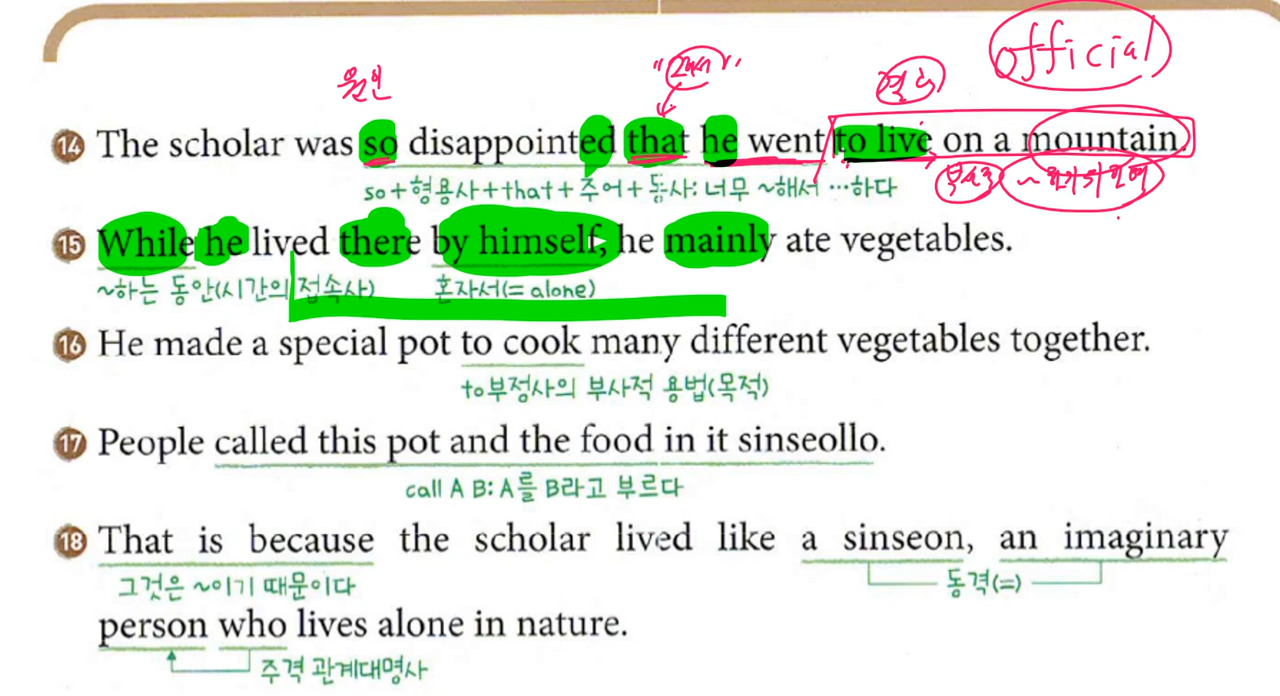 official
원인 "그래서" 결과
⑭ The scholar was so disappointed that he went to live on a mountain.
so+형용사+that+주어+동사: 너무 ~해서 …하다 부사적
⑮ While he lived there by himself, he mainly ate vegetables.
~하는 동안(시간의 접속사) 혼자서(= alone)
⑯ He made a special pot to cook many different vegetables together.
to부정사의 부사적 용법(목적)
⑰ People called this pot and the food in it sinseollo.
call A B: A를 B라고 부르다
⑱ That is because the scholar lived like a sinseon, an imaginary
그것은 ~이기 때문이다 동격(=)
person who lives alone in nature.
주격 관계대명사